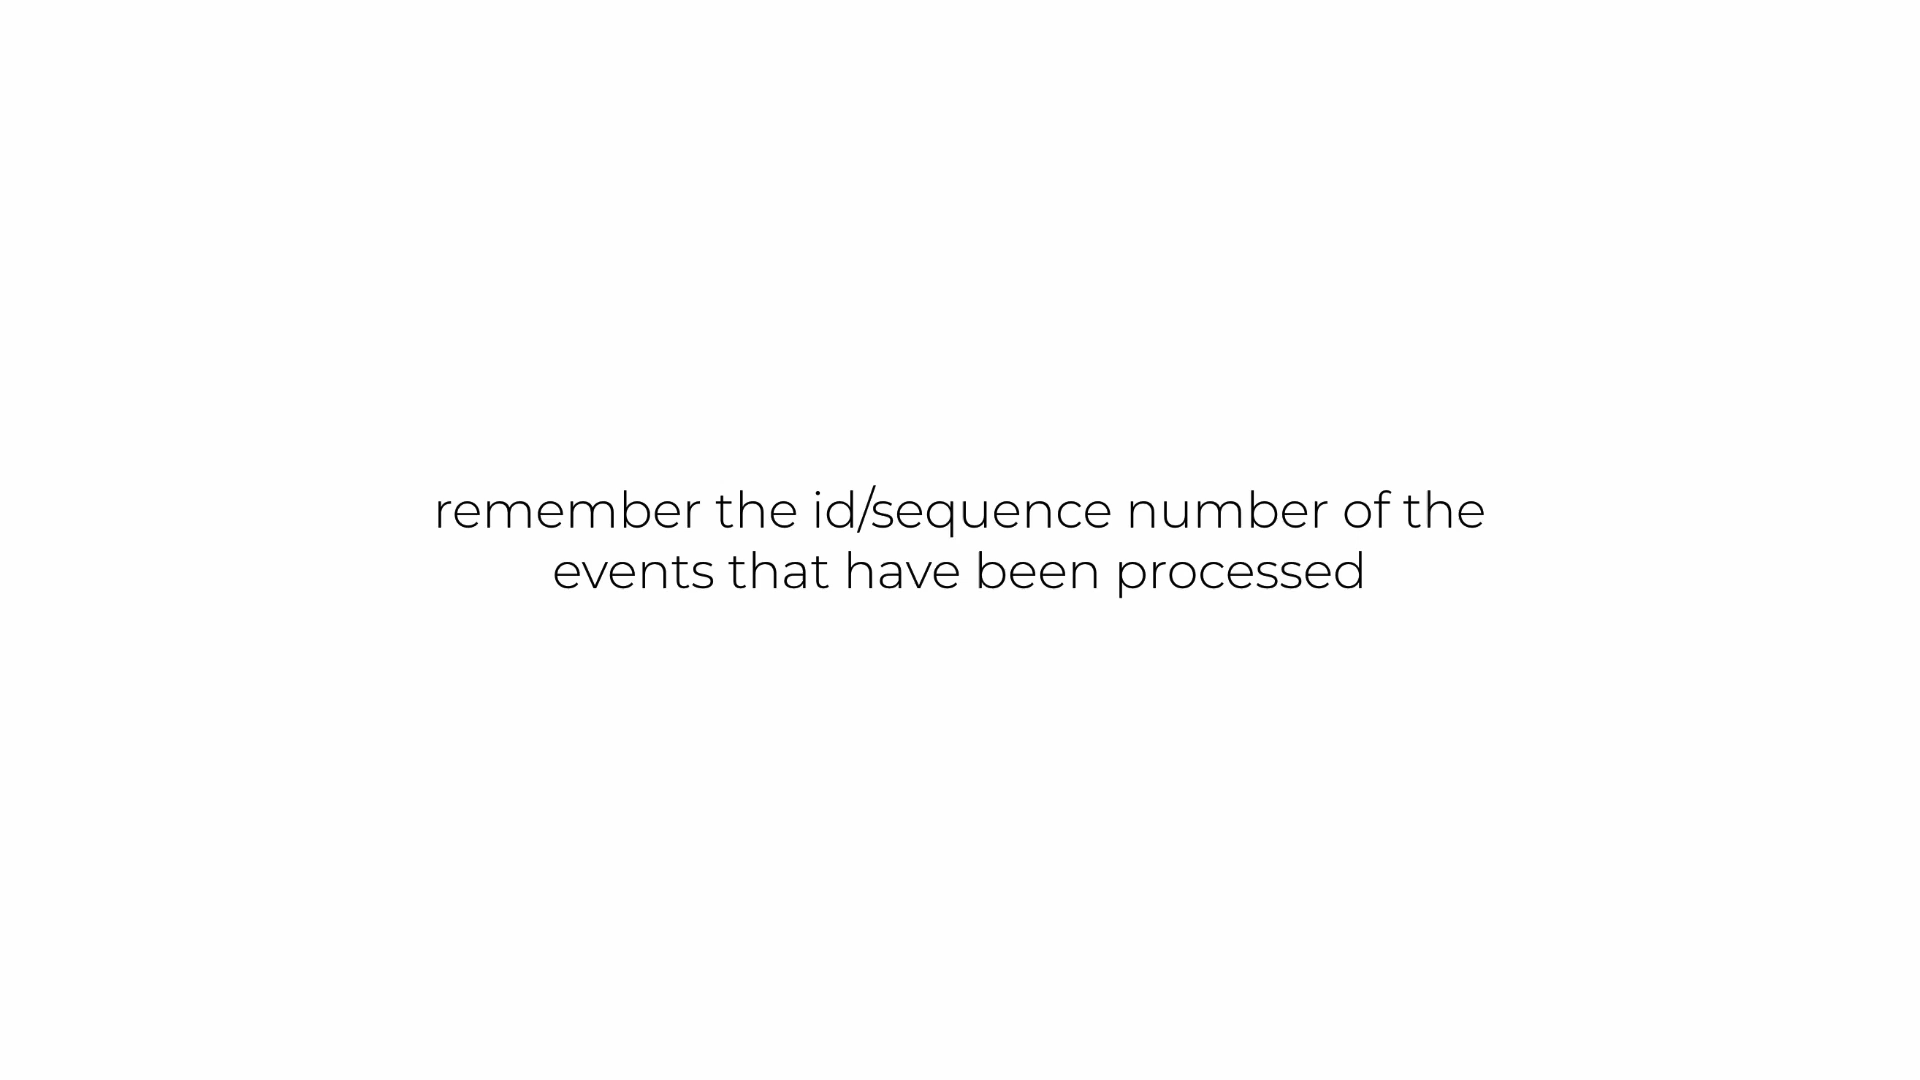 remember the id/sequence number of the
events that have been processed